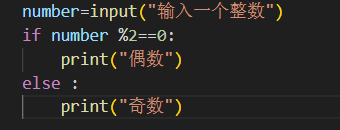 number=input("输入一个整数")
if number %2==0:
    print("偶数")
else :
    print("奇数")